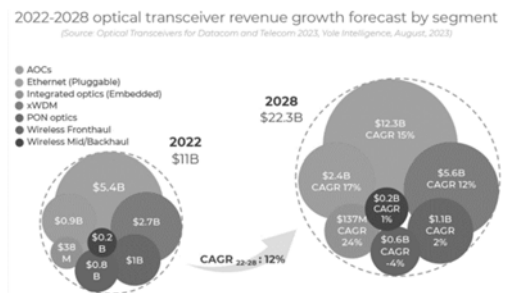 2022-2028 optical transceiver revenue growth forecast by segment
(Source: Optical Transceivers for Datacom and Telecom 2023, Yole Intelligence, August, 2023)
AOCs
Ethernet (Pluggable)
Integrated optics (Embedded)
xWDM
PON optics
Wireless Fronthaul
Wireless Mid/Backhaul
2022
$11B
$5.4B
$0.9B
$2.7B
$0.2
B
$38
M
$0.8
B
$1B
CAGR 22-28 : 12%
2028
$22.3B
$12.3B
CAGR 15%
$2.4B
CAGR 17%
$5.6B
CAGR 12%
$0.2B
CAGR
1%
$137M
CAGR
24%
$0.6B
CAGR
-4%
$1.1B
CAGR
2%